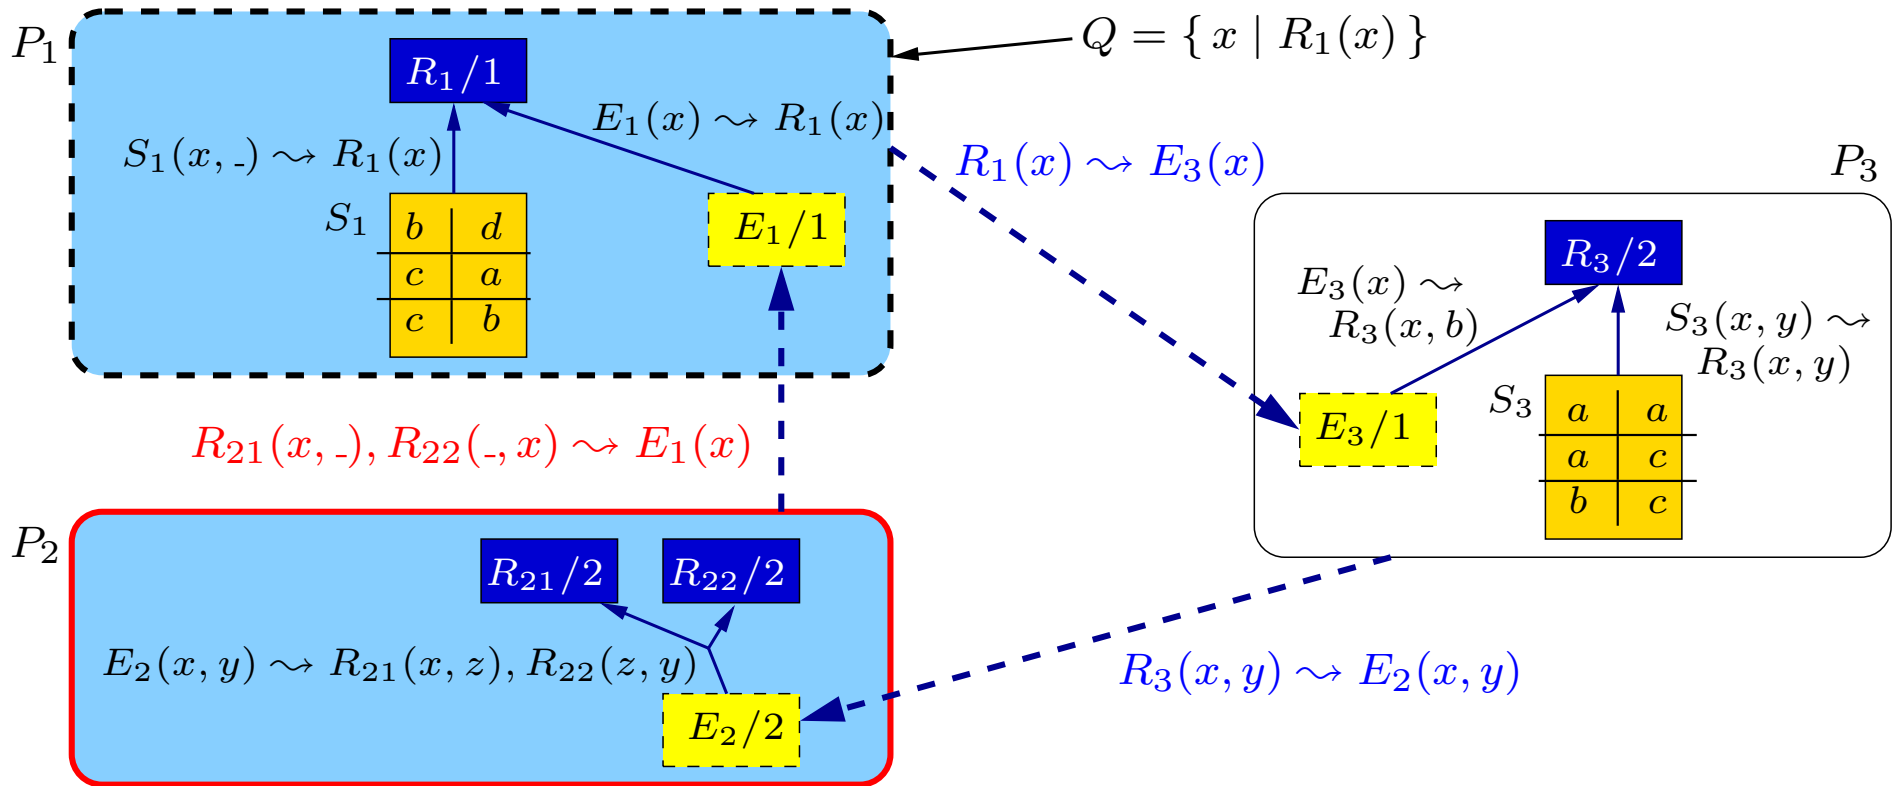 P₁
R₁/1
Q = { x | R₁(x) }
E₁(x) ⇝ R₁(x)
S₁(x, _) ⇝ R₁(x)
S₁
b d
c a
c b
E₁/1
R₁(x) ⇝ E₃(x)
P₃
R₃/2
E₃(x) ⇝
R₃(x, b)
S₃(x, y) ⇝
R₃(x, y)
S₃
a a
a c
b c
E₃/1
R₂₁(x, _), R₂₂(_, x) ⇝ E₁(x)
P₂
R₂₁/2
R₂₂/2
E₂(x, y) ⇝ R₂₁(x, z), R₂₂(z, y)
E₂/2
R₃(x, y) ⇝ E₂(x, y)